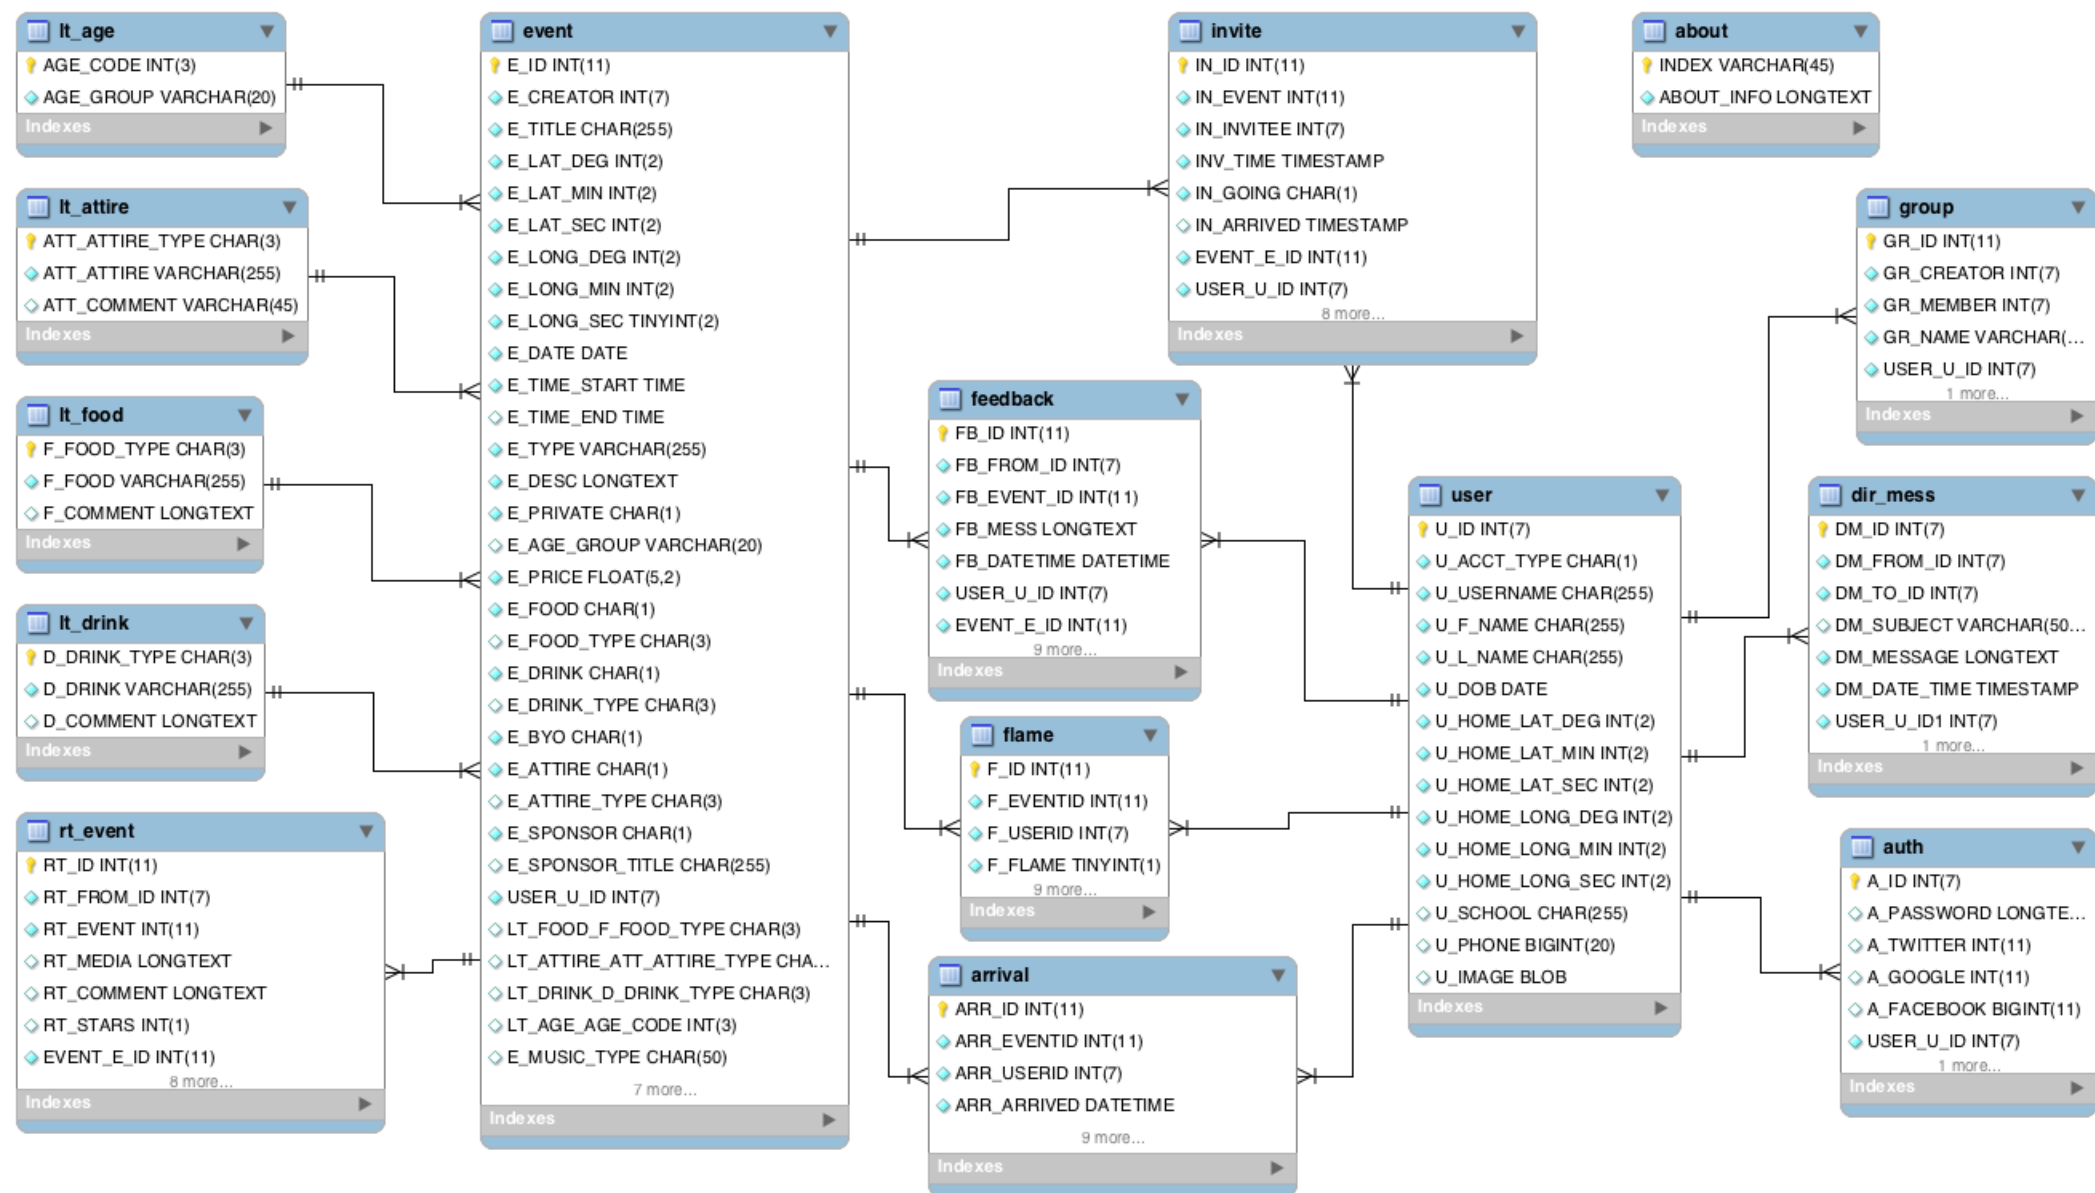 lt_age
AGE_CODE INT(3)
AGE_GROUP VARCHAR(20)
Indexes
lt_attire
ATT_ATTIRE_TYPE CHAR(3)
ATT_ATTIRE VARCHAR(255)
ATT_COMMENT VARCHAR(45)
Indexes
lt_food
F_FOOD_TYPE CHAR(3)
F_FOOD VARCHAR(255)
F_COMMENT LONGTEXT
Indexes
lt_drink
D_DRINK_TYPE CHAR(3)
D_DRINK VARCHAR(255)
D_COMMENT LONGTEXT
Indexes
rt_event
RT_ID INT(11)
RT_FROM_ID INT(7)
RT_EVENT INT(11)
RT_MEDIA LONGTEXT
RT_COMMENT LONGTEXT
RT_STARS INT(1)
EVENT_E_ID INT(11)
8 more...
Indexes
event
E_ID INT(11)
E_CREATOR INT(7)
E_TITLE CHAR(255)
E_LAT_DEG INT(2)
E_LAT_MIN INT(2)
E_LAT_SEC INT(2)
E_LONG_DEG INT(2)
E_LONG_MIN INT(2)
E_LONG_SEC TINYINT(2)
E_DATE DATE
E_TIME_START TIME
E_TIME_END TIME
E_TYPE VARCHAR(255)
E_DESC LONGTEXT
E_PRIVATE CHAR(1)
E_AGE_GROUP VARCHAR(20)
E_PRICE FLOAT(5,2)
E_FOOD CHAR(1)
E_FOOD_TYPE CHAR(3)
E_DRINK CHAR(1)
E_DRINK_TYPE CHAR(3)
E_BYO CHAR(1)
E_ATTIRE CHAR(1)
E_ATTIRE_TYPE CHAR(3)
E_SPONSOR CHAR(1)
E_SPONSOR_TITLE CHAR(255)
USER_U_ID INT(7)
LT_FOOD_F_FOOD_TYPE CHAR(3)
LT_ATTIRE_ATT_ATTIRE_TYPE CHA...
LT_DRINK_D_DRINK_TYPE CHAR(3)
LT_AGE_AGE_CODE INT(3)
E_MUSIC_TYPE CHAR(50)
7 more...
Indexes
invite
IN_ID INT(11)
IN_EVENT INT(11)
IN_INVITEE INT(7)
INV_TIME TIMESTAMP
IN_GOING CHAR(1)
IN_ARRIVED TIMESTAMP
EVENT_E_ID INT(11)
USER_U_ID INT(7)
8 more...
Indexes
feedback
FB_ID INT(11)
FB_FROM_ID INT(7)
FB_EVENT_ID INT(11)
FB_MESS LONGTEXT
FB_DATETIME DATETIME
USER_U_ID INT(7)
EVENT_E_ID INT(11)
9 more...
Indexes
flame
F_ID INT(11)
F_EVENTID INT(11)
F_USERID INT(7)
F_FLAME TINYINT(1)
9 more...
Indexes
arrival
ARR_ID INT(11)
ARR_EVENTID INT(11)
ARR_USERID INT(7)
ARR_ARRIVED DATETIME
9 more...
Indexes
user
U_ID INT(7)
U_ACCT_TYPE CHAR(1)
U_USERNAME CHAR(255)
U_F_NAME CHAR(255)
U_L_NAME CHAR(255)
U_DOB DATE
U_HOME_LAT_DEG INT(2)
U_HOME_LAT_MIN INT(2)
U_HOME_LAT_SEC INT(2)
U_HOME_LONG_DEG INT(2)
U_HOME_LONG_MIN INT(2)
U_HOME_LONG_SEC INT(2)
U_SCHOOL CHAR(255)
U_PHONE BIGINT(20)
U_IMAGE BLOB
Indexes
about
INDEX VARCHAR(45)
ABOUT_INFO LONGTEXT
Indexes
group
GR_ID INT(11)
GR_CREATOR INT(7)
GR_MEMBER INT(7)
GR_NAME VARCHAR(...
USER_U_ID INT(7)
1 more...
Indexes
dir_mess
DM_ID INT(7)
DM_FROM_ID INT(7)
DM_TO_ID INT(7)
DM_SUBJECT VARCHAR(50...
DM_MESSAGE LONGTEXT
DM_DATE_TIME TIMESTAMP
USER_U_ID1 INT(7)
1 more...
Indexes
auth
A_ID INT(7)
A_PASSWORD LONGTE...
A_TWITTER INT(11)
A_GOOGLE INT(11)
A_FACEBOOK BIGINT(11)
USER_U_ID INT(7)
1 more...
Indexes